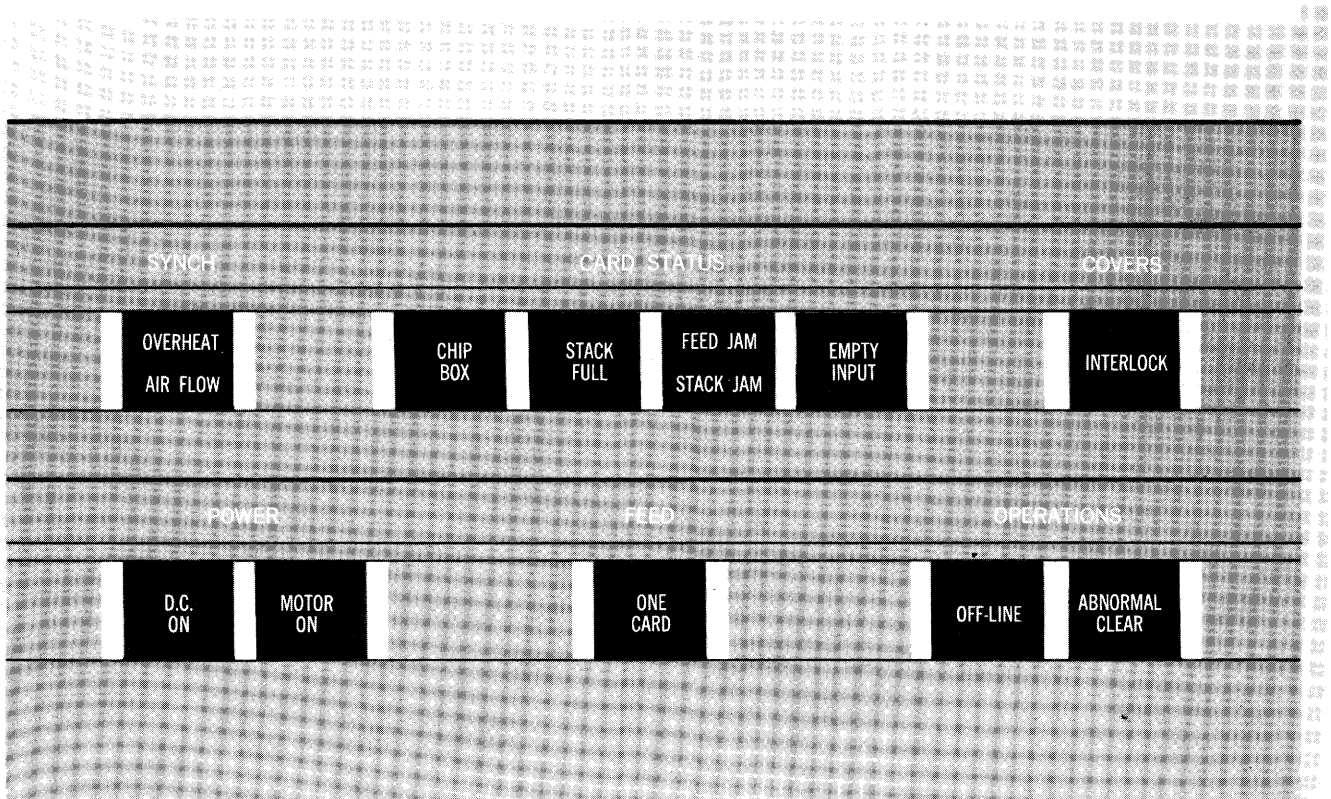 SYNCH CARD STATUS COVERS
OVERHEAT
AIR FLOW
CHIP
BOX
STACK
FULL
FEED JAM
STACK JAM
EMPTY
INPUT
INTERLOCK
POWER FEED OPERATIONS
D.C.
ON
MOTOR
ON
ONE
CARD
OFF-LINE
ABNORMAL
CLEAR